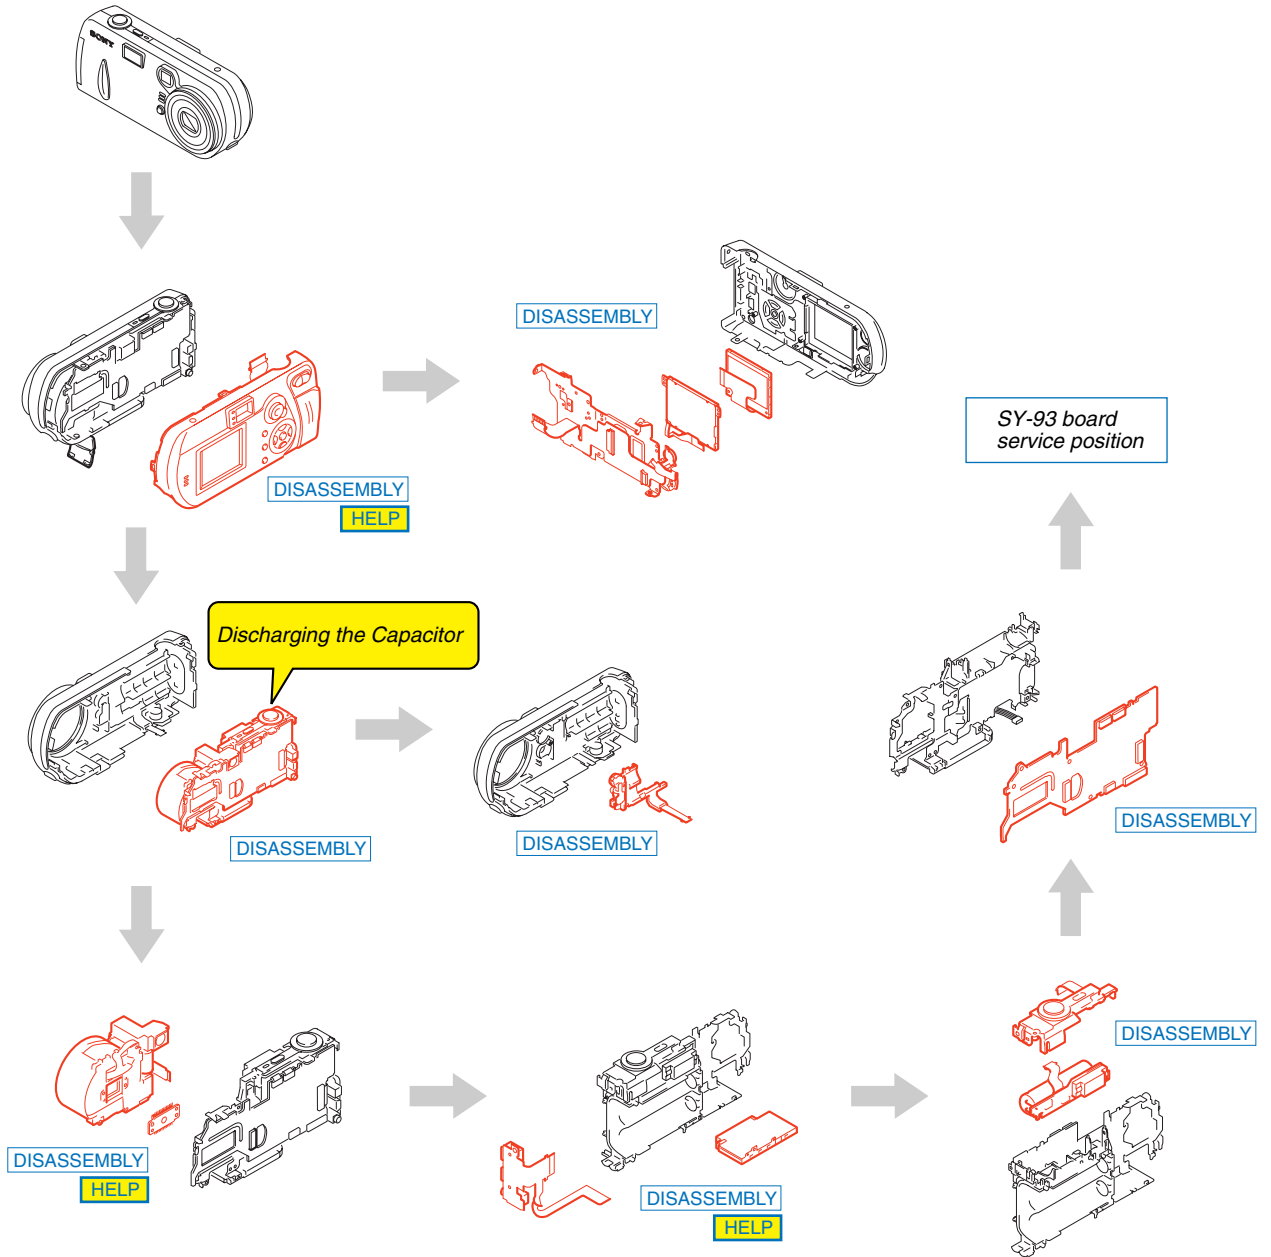 SONY
DISASSEMBLY
SY-93 board
service position
DISASSEMBLY
HELP
Discharging the Capacitor
DISASSEMBLY
DISASSEMBLY
DISASSEMBLY
DISASSEMBLY
DISASSEMBLY
HELP
DISASSEMBLY
HELP